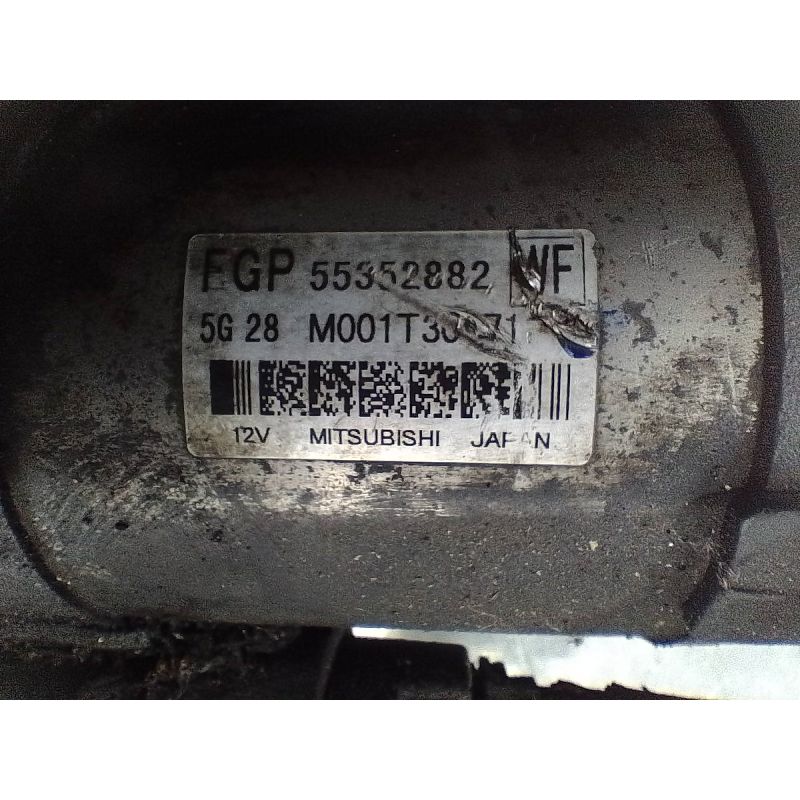 FGP 55352882 WF
5G 28
12V MITSUBISHI JAPAN